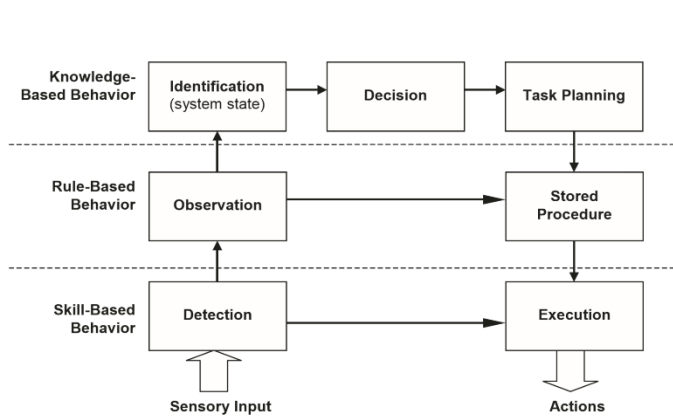 Knowledge-
Based Behavior
Identification
(system state)
Decision
Task Planning
Rule-Based
Behavior
Observation
Stored
Procedure
Skill-Based
Behavior
Detection
Execution
Sensory Input
Actions